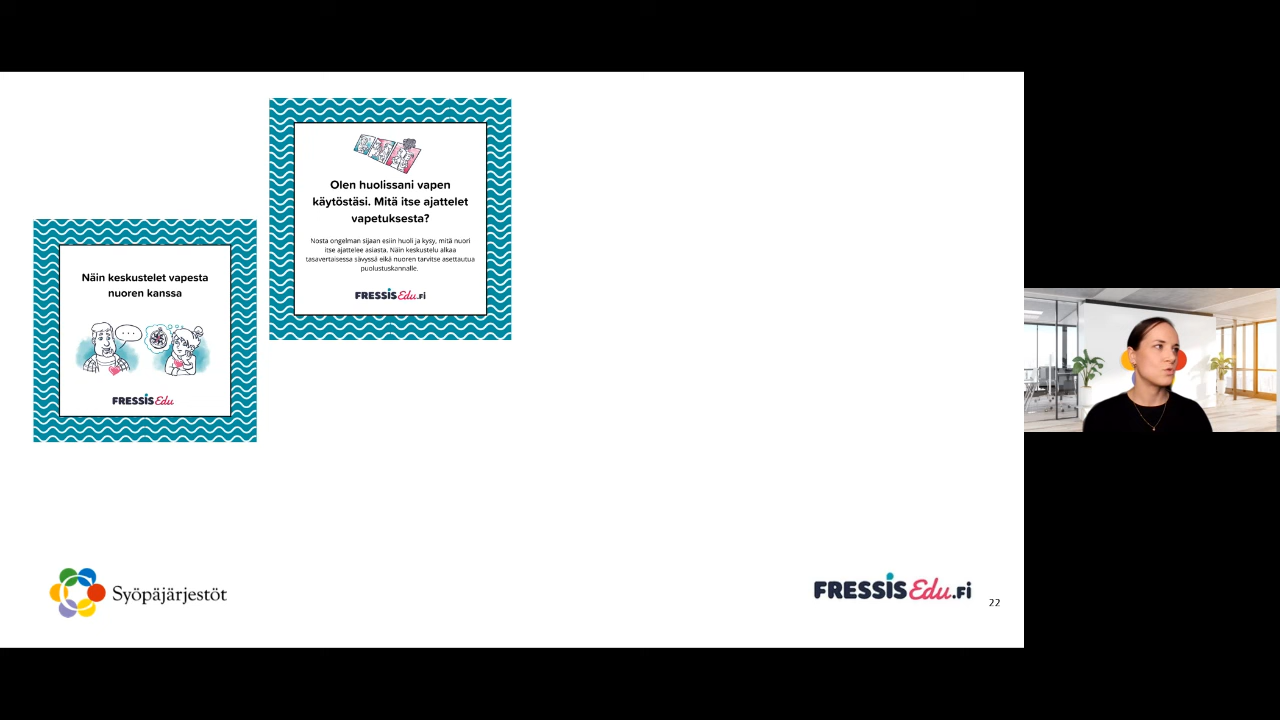 Näin keskustelet vapesta
nuoren kanssa
...
FRESSIS Edu
Olen huolissani vapen
käytöstäsi. Mitä itse ajattelet
vapetuksesta?
Nosta ongelman sijaan esiin huoli ja kysy, mitä nuori
itse ajattelee asiasta. Näin keskustelu alkaa
tasavertaisessa sävyssä eikä nuoren tarvitse asettautua
puolustuskannalle.
FRESSIS Edu.fi
Syöpäjärjestöt
FRESSIS Edu.fi
22